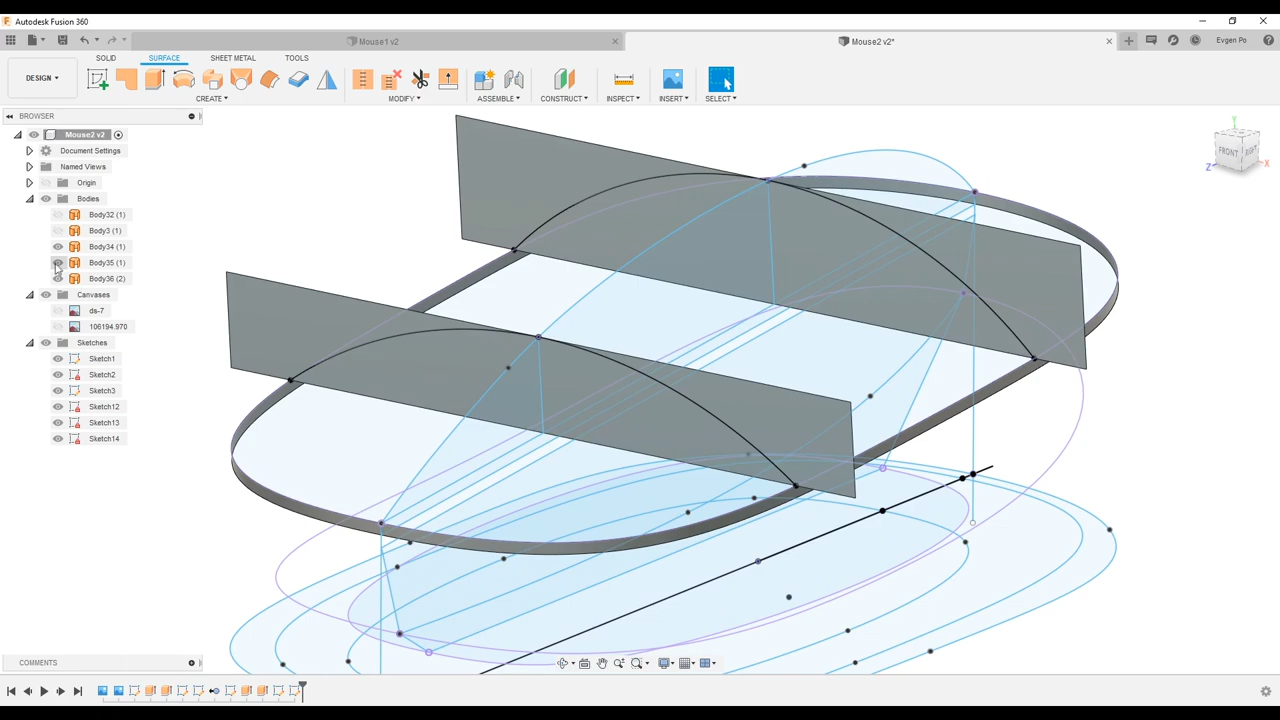 Autodesk Fusion 360
Mouse1 v2
Mouse2 v2*
Evgen Po
SOLID
SURFACE
SHEET METAL
TOOLS
DESIGN
CREATE
MODIFY
ASSEMBLE
CONSTRUCT
INSPECT
INSERT
SELECT
BROWSER
Mouse2 v2
Document Settings
Named Views
Origin
Bodies
Body32 (1)
Body3 (1)
Body34 (1)
Body35 (1)
Body36 (2)
Canvases
ds-7
106194.970
Sketches
Sketch1
Sketch2
Sketch3
Sketch12
Sketch13
Sketch14
Y
FRONT
RIGHT
Z
X
COMMENTS